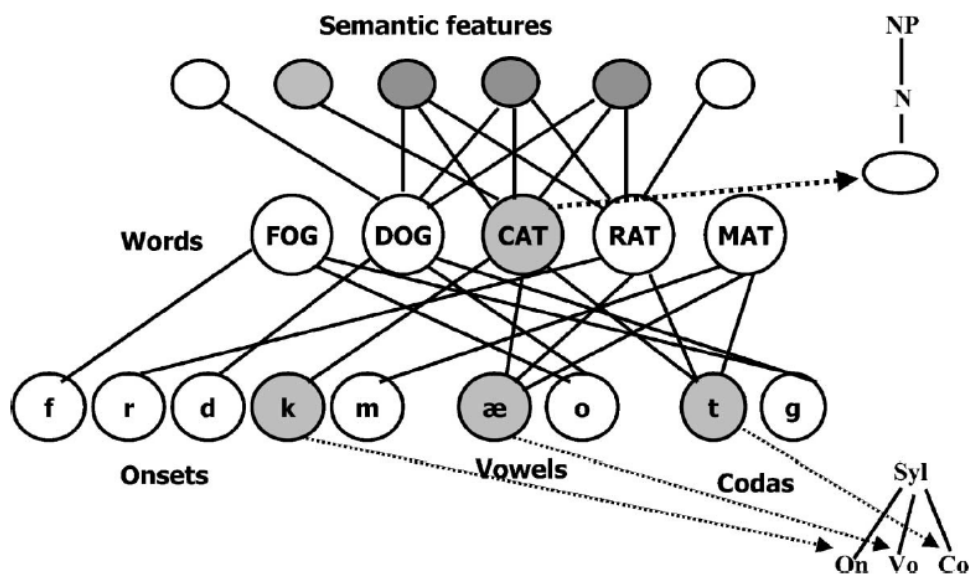 Semantic features
NP
N
Words
FOG DOG CAT RAT MAT
f r d k m æ o t g
Onsets Vowels Codas
Syl
On Vo Co